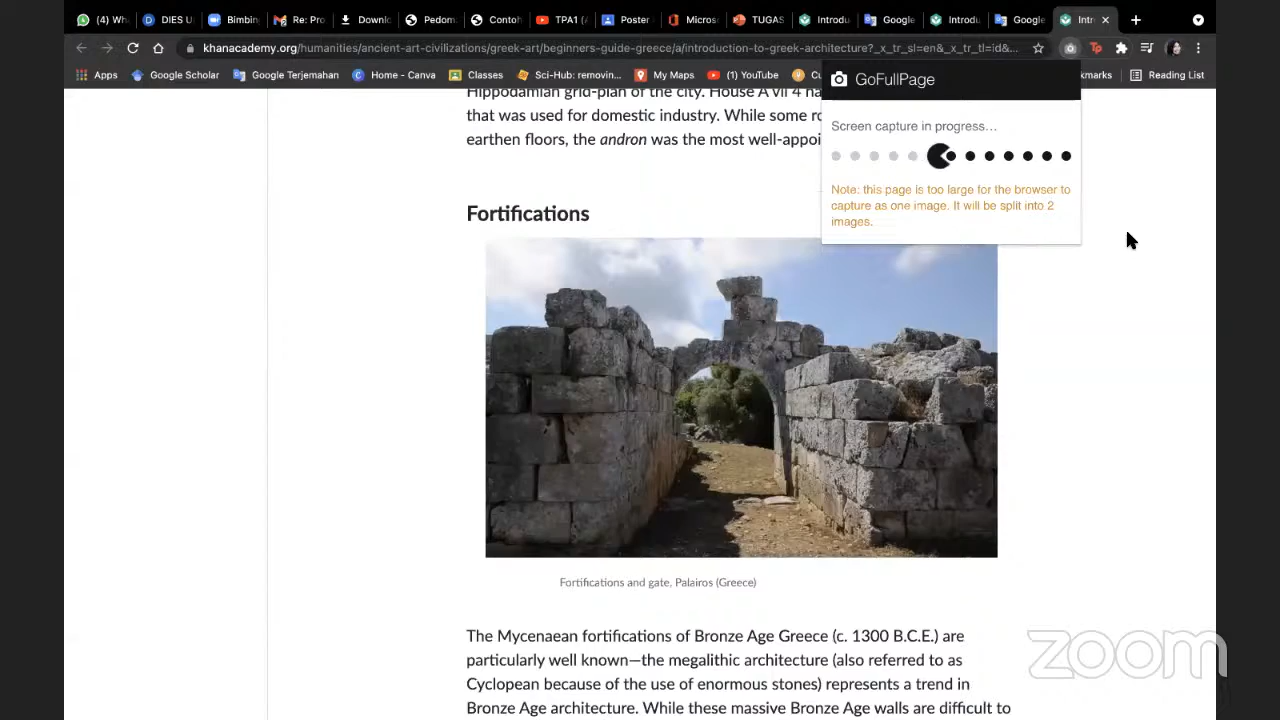 (4) Wh
DIES U
Bimbing
Re: Pro
Downlo
Pedom
Contoh
TPA1 (A
Poster
Micros
TUGAS
Introdu
Google
Introdu
Google
Intr
khanacademy.org/humanities/ancient-art-civilizations/greek-art/beginners-guide-greece/a/introduction-to-greek-architecture?_x_tr_sl=en&_x_tr_tl=id&...
Apps
Google Scholar
Google Terjemahan
Home - Canva
Classes
Sci-Hub: removin...
My Maps
(1) YouTube
Cu
kmarks
Reading List
GoFullPage
Screen capture in progress...
Note: this page is too large for the browser to
capture as one image. It will be split into 2
images.
Hippodamian grid-plan of the city. House A vii 4 ha
that was used for domestic industry. While some ro
earthen floors, the andron was the most well-appoi
Fortifications
Fortifications and gate, Palairos (Greece)
The Mycenaean fortifications of Bronze Age Greece (c. 1300 B.C.E.) are
particularly well known—the megalithic architecture (also referred to as
Cyclopean because of the use of enormous stones) represents a trend in
Bronze Age architecture. While these massive Bronze Age walls are difficult to
zoom